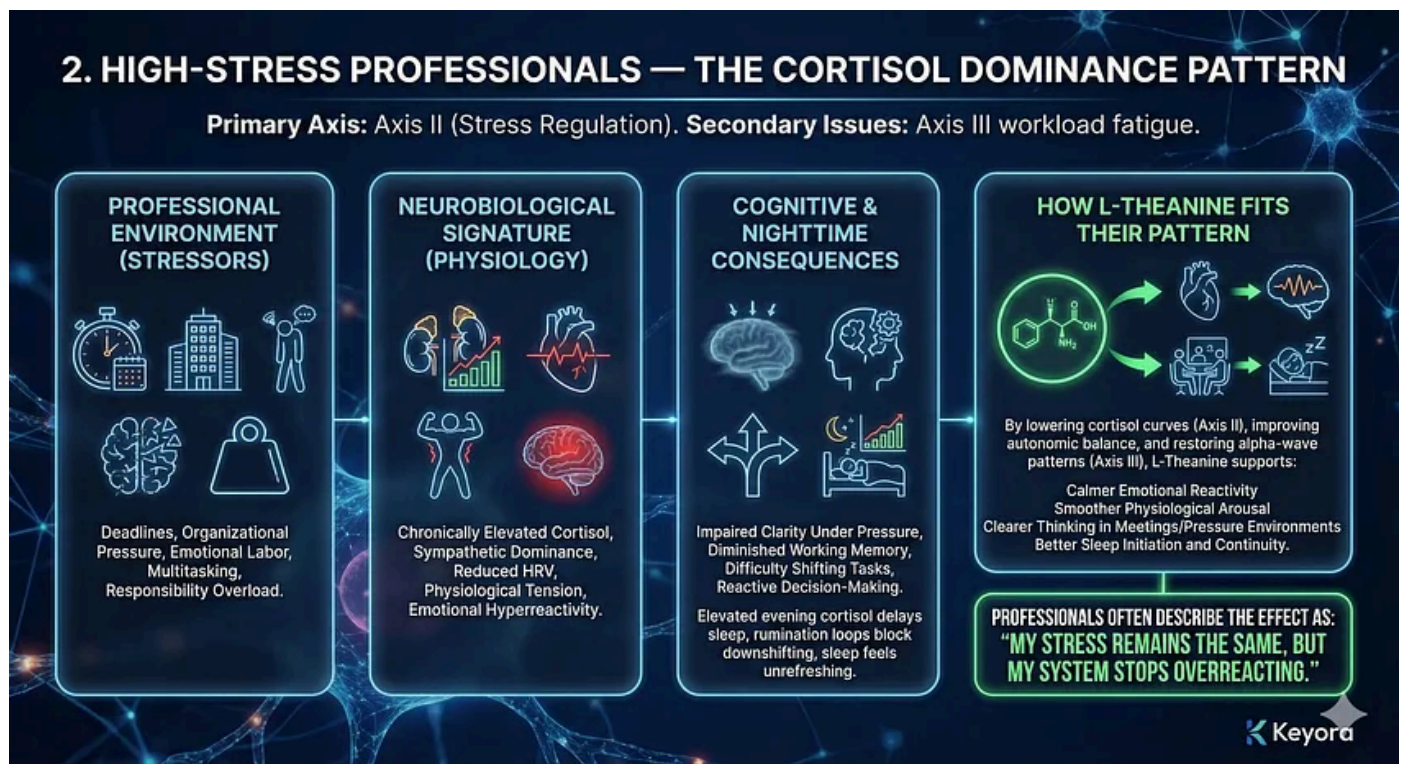 2. HIGH-STRESS PROFESSIONALS — THE CORTISOL DOMINANCE PATTERN
Primary Axis: Axis II (Stress Regulation). Secondary Issues: Axis III workload fatigue.
PROFESSIONAL
ENVIRONMENT
(STRESSORS)
Deadlines, Organizational
Pressure, Emotional Labor,
Multitasking,
Responsibility Overload.
NEUROBIOLOGICAL
SIGNATURE
(PHYSIOLOGY)
Chronically Elevated Cortisol,
Sympathetic Dominance,
Reduced HRV,
Physiological Tension,
Emotional Hyperreactivity.
COGNITIVE &
NIGHTTIME
CONSEQUENCES
zz
Impaired Clarity Under Pressure,
Diminished Working Memory,
Difficulty Shifting Tasks,
Reactive Decision-Making.
Elevated evening cortisol delays
sleep, rumination loops block
downshifting, sleep feels
unrefreshing.
HOW L-THEANINE FITS
THEIR PATTERN
O
OH
NH2
zZ
By lowering cortisol curves (Axis II), improving
autonomic balance, and restoring alpha-wave
patterns (Axis III), L-Theanine supports:
Calmer Emotional Reactivity
Smoother Physiological Arousal
Clearer Thinking in Meetings/Pressure Environments
Better Sleep Initiation and Continuity.
PROFESSIONALS OFTEN DESCRIBE THE EFFECT AS:
“MY STRESS REMAINS THE SAME, BUT
MY SYSTEM STOPS OVERREACTING.”
Keyora